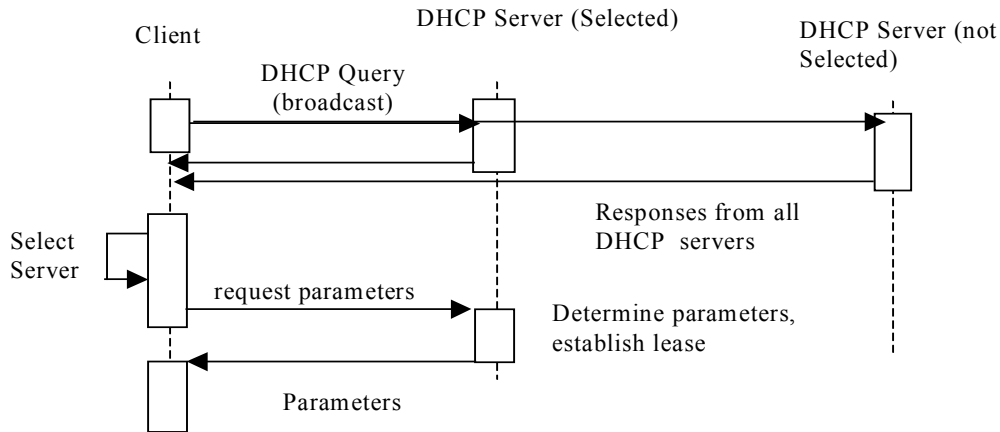 Client
DHCP Server (Selected)
DHCP Server (not
Selected)
DHCP Query
(broadcast)
Responses from all
DHCP servers
Select
Server
request parameters
Determine parameters,
establish lease
Parameters